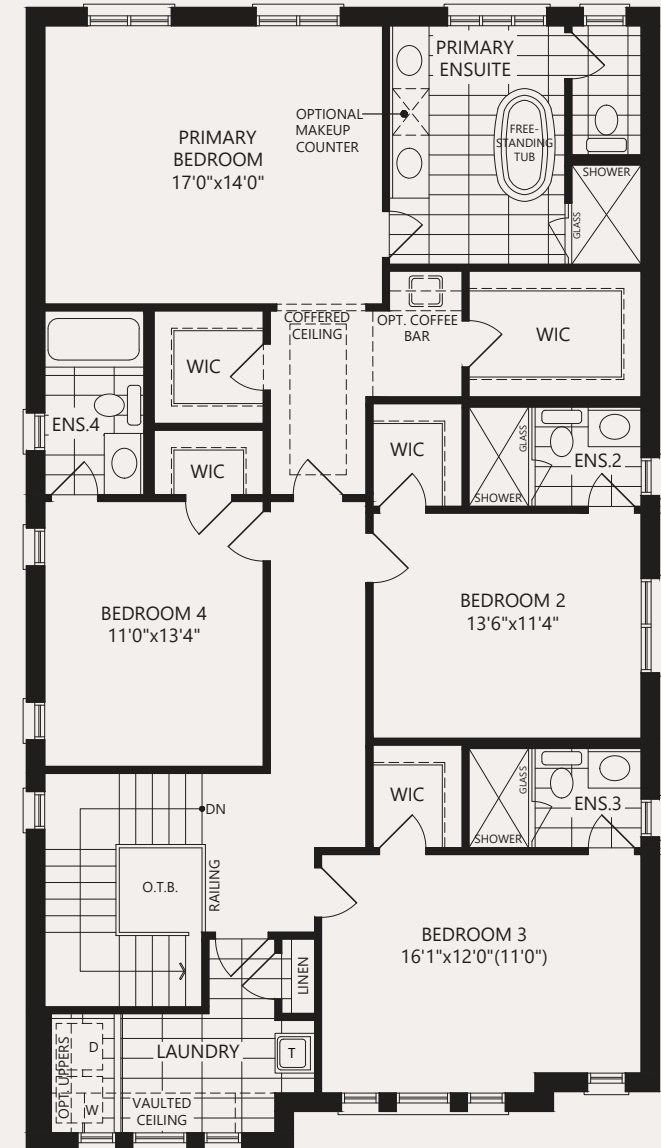 PRIMARY
ENSUITE
OPTIONAL
MAKEUP
COUNTER
FREE-
STANDING
TUB
PRIMARY
BEDROOM
17'0"x14'0"
SHOWER
GLASS
COFFERED
CEILING
OPT. COFFEE
BAR
WIC
WIC
ENS.4
WIC
WIC
GLASS
SHOWER
ENS.2
BEDROOM 4
11'0"x13'4"
BEDROOM 2
13'6"x11'4"
WIC
GLASS
SHOWER
ENS.3
DN
O.T.B.
RAILING
BEDROOM 3
16'1"x12'0"(11'0")
LINEN
OPT. UPPERS
D
W
LAUNDRY
T
VAULTED
CEILING